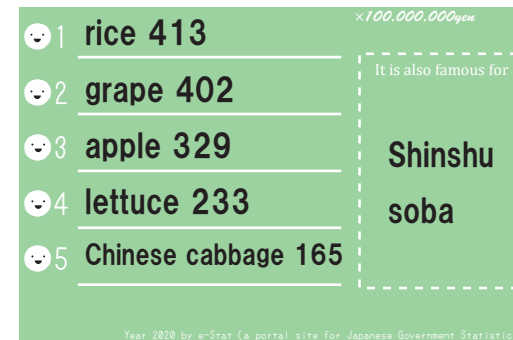 ×100,000,000yen
1 rice 413
2 grape 402
3 apple 329
4 lettuce 233
5 Chinese cabbage 165
It is also famous for
Shinshu
soba
Year 2020 by e-Stat (a portal site for Japanese Government Statistic